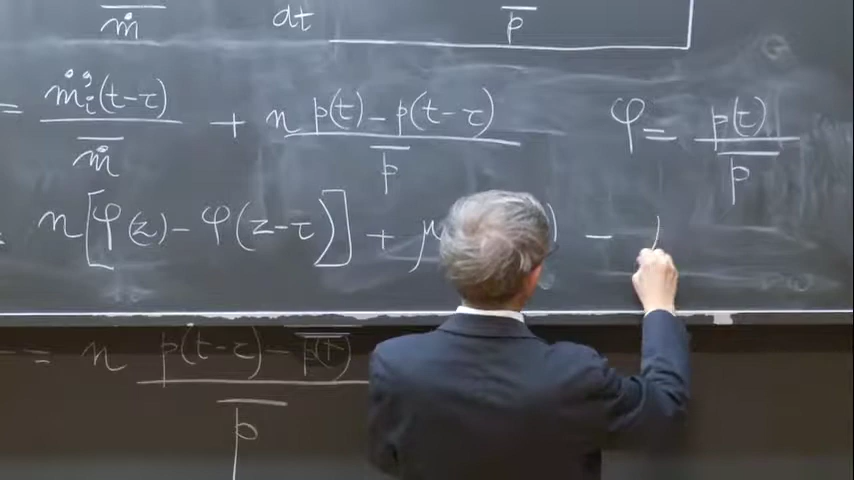 m̄̇ dt p̄
= ṁᵢ(t-τ) / m̄̇ + n p(t) - p(t-τ) / p̄ φ = p(t) / p̄
n[φ(z) - φ(z-τ)] + μ ) -
= n p(t-τ) - p(t) / p̄